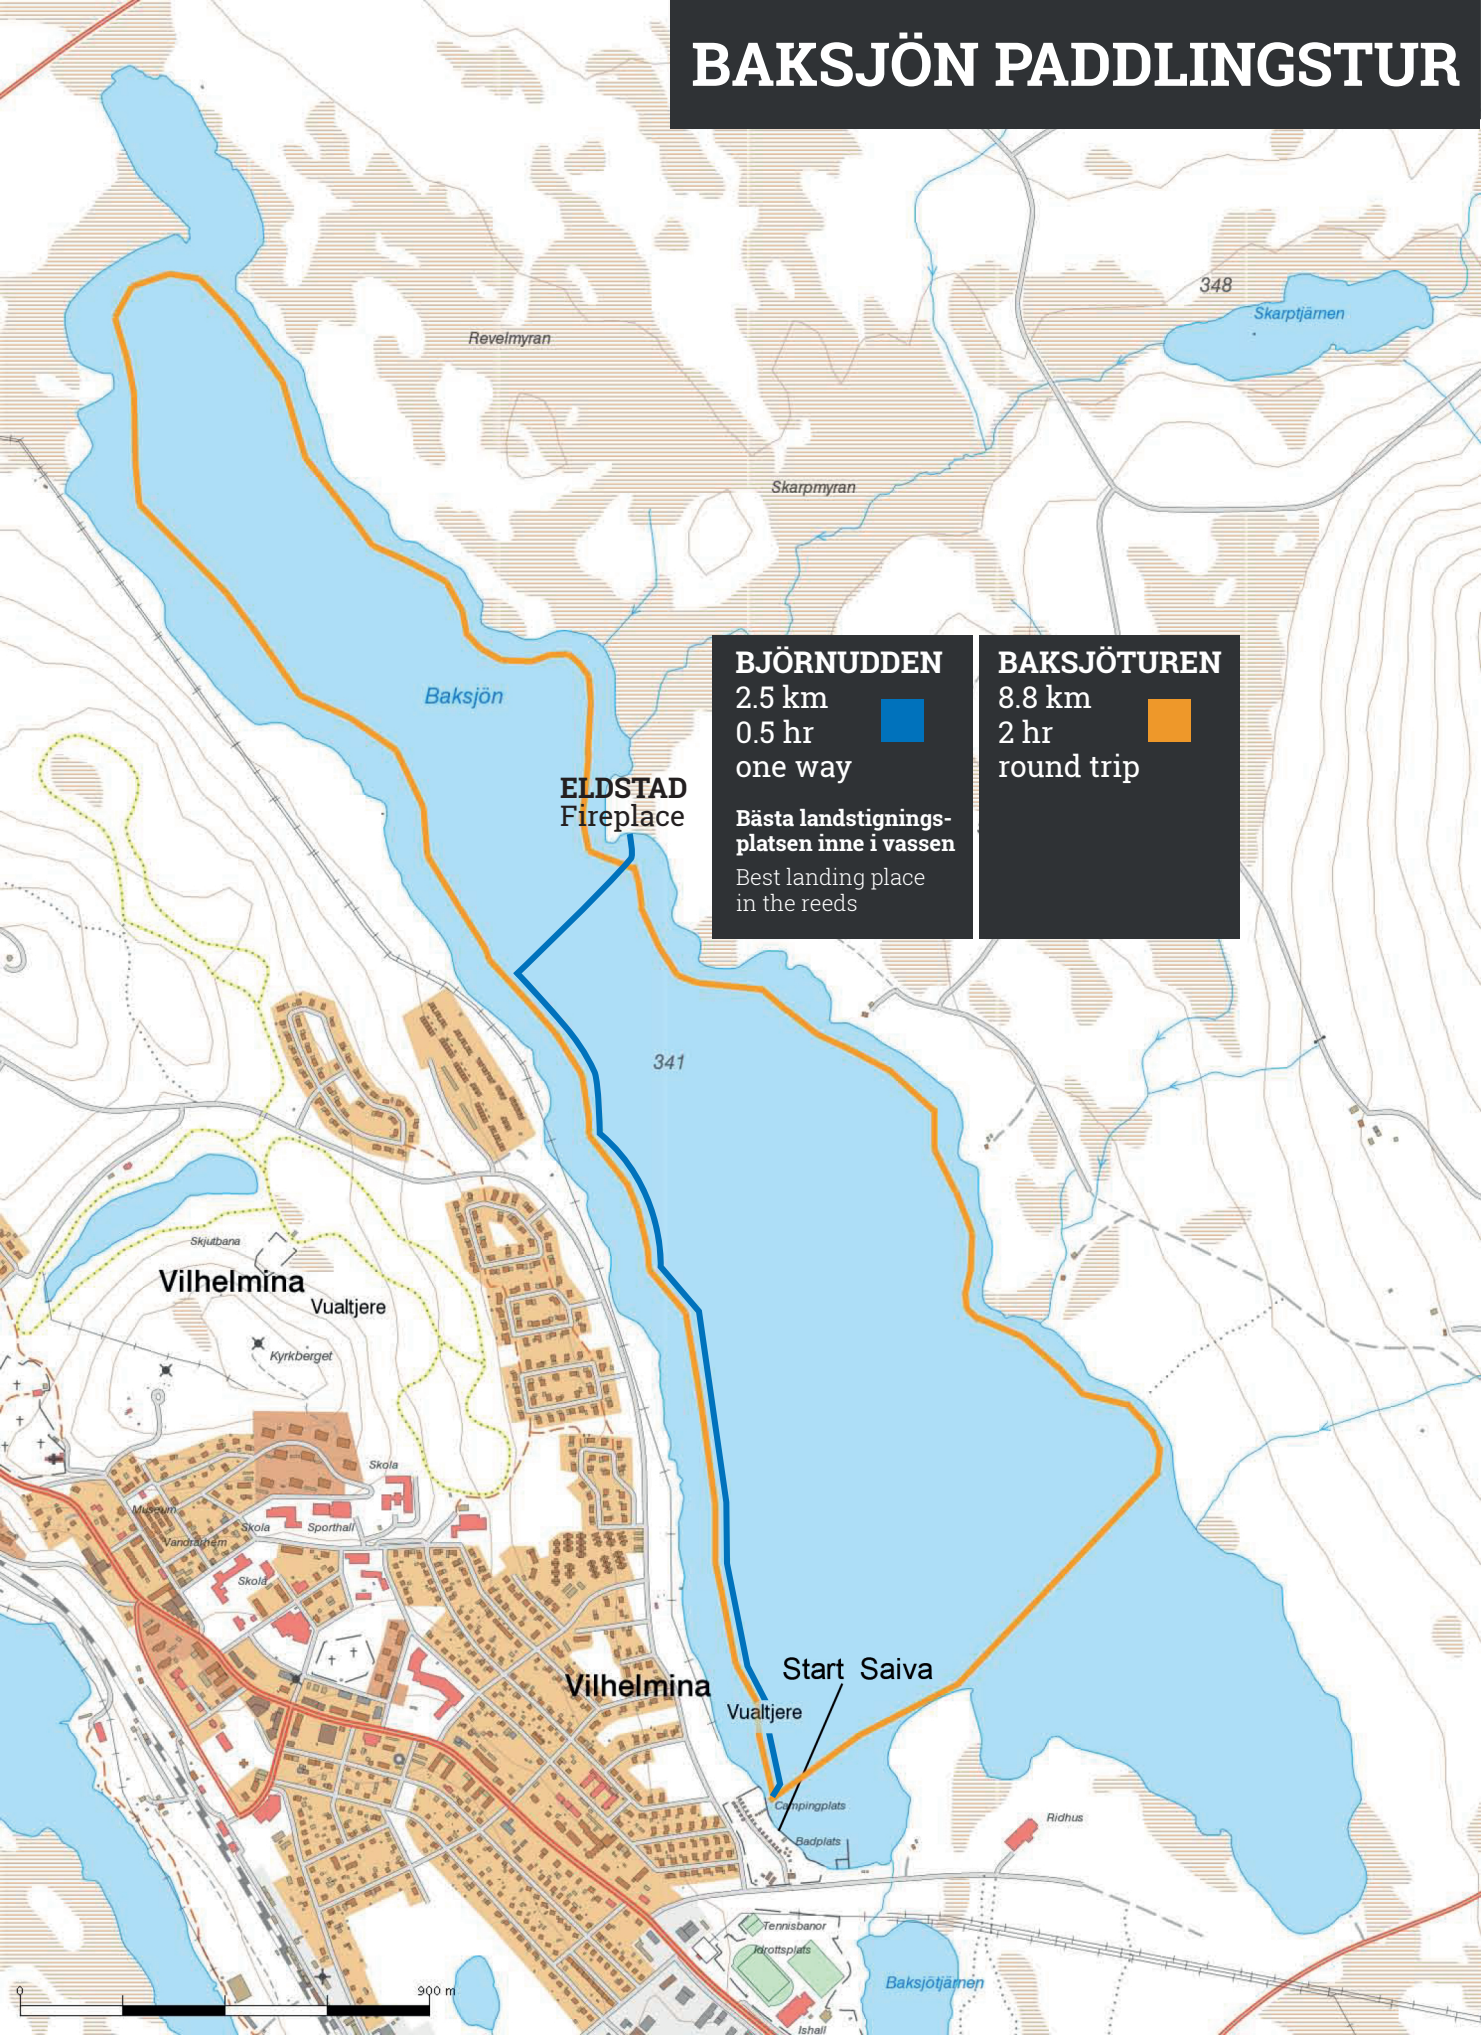 BAKSJÖN PADDLINGSTUR
348
Skarptjärnen
Revelmyran
Skarpmyran
BJÖRNUDDEN
2.5 km
0.5 hr
one way
Bästa landstignings-
platsen inne i vassen
Best landing place
in the reeds
BAKSJÖTUREN
8.8 km
2 hr
round trip
Baksjön
ELDSTAD
Fireplace
341
Skjutbana
Vilhelmina
Vualtjere
Kyrkberget
Skola
Museum
Vandrarhem
Skola
Sporthall
Skola
Start Saiva
Vilhelmina
Vualtjere
Campingplats
Badplats
Ridhus
Tennisbanor
Idrottsplats
Baksjötjärnen
Ishall
0
900 m